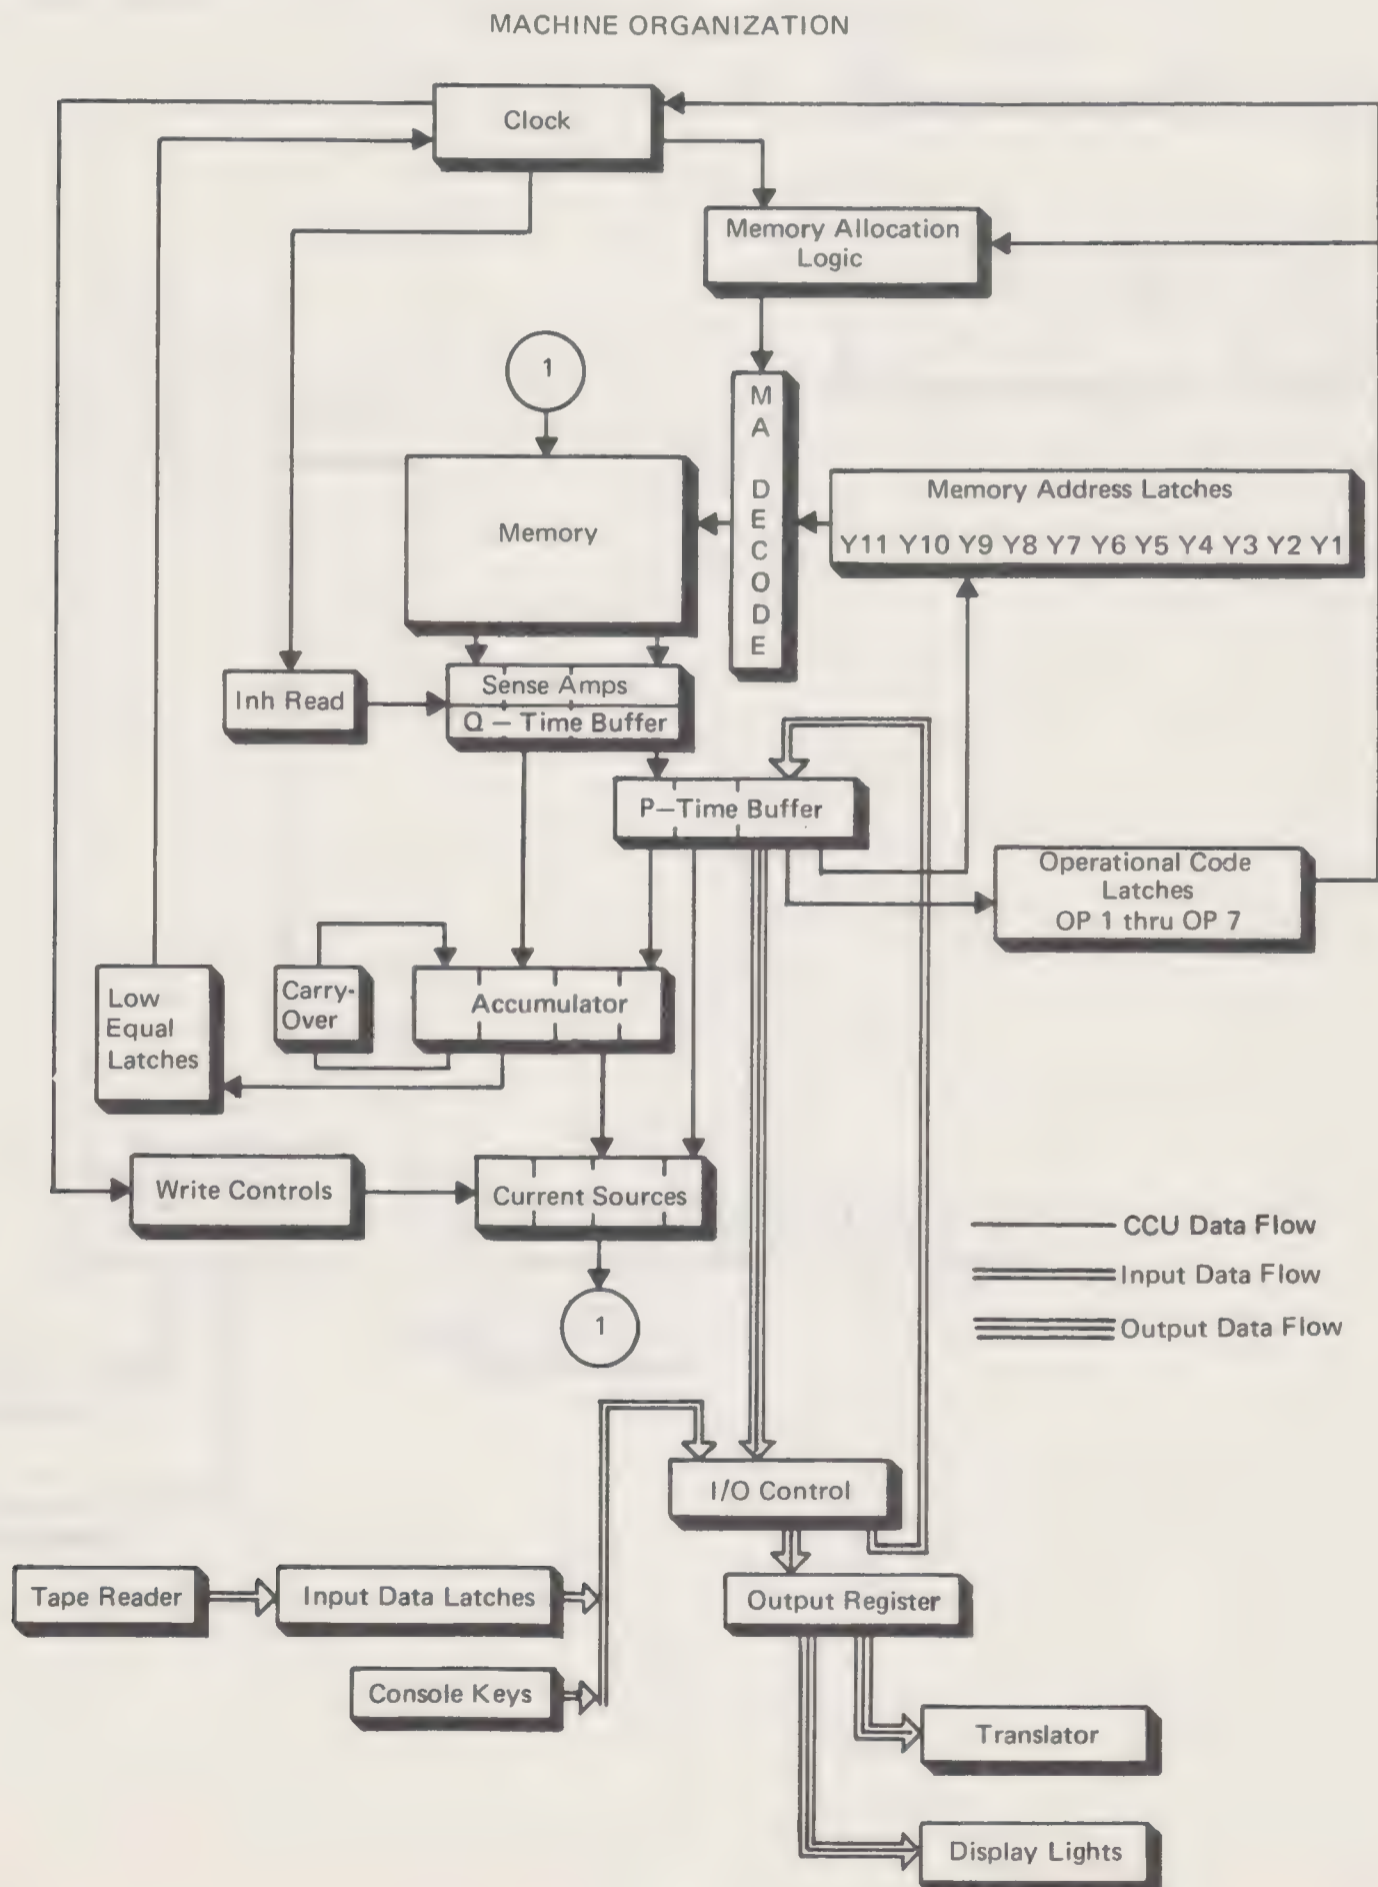 MACHINE ORGANIZATION
Clock
Memory Allocation
Logic
1
M
A
D
E
C
O
D
E
Memory Address Latches
Y11 Y10 Y9 Y8 Y7 Y6 Y5 Y4 Y3 Y2 Y1
Memory
Inh Read
Sense Amps
Q – Time Buffer
P–Time Buffer
Operational Code
Latches
OP 1 thru OP 7
Low
Equal
Latches
Carry-
Over
Accumulator
Write Controls
Current Sources
CCU Data Flow
Input Data Flow
Output Data Flow
1
I/O Control
Tape Reader
Input Data Latches
Output Register
Console Keys
Translator
Display Lights